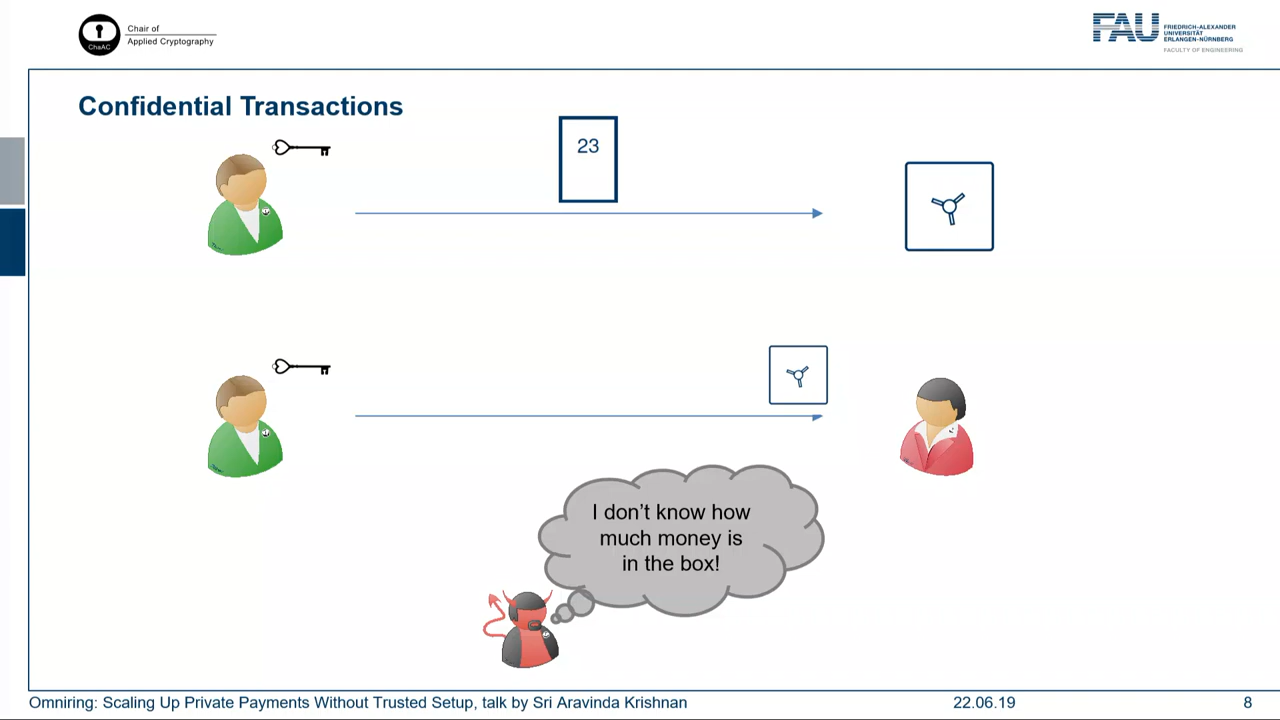 ChaAC
Chair of
Applied Cryptography
FAU
FRIEDRICH-ALEXANDER
UNIVERSITÄT
ERLANGEN-NÜRNBERG
FACULTY OF ENGINEERING
Confidential Transactions
23
I don't know how
much money is
in the box!
Omniring: Scaling Up Private Payments Without Trusted Setup, talk by Sri Aravinda Krishnan
22.06.19
8